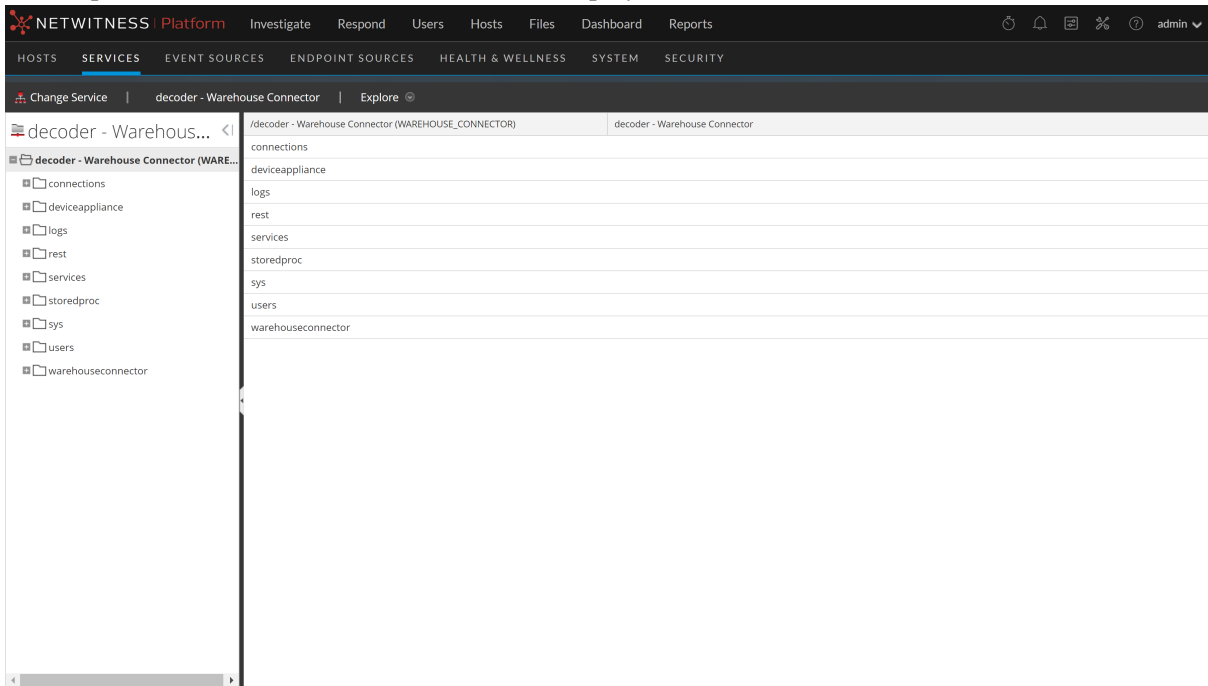 NETWITNESS Platform Investigate Respond Users Hosts Files Dashboard Reports admin
HOSTS SERVICES EVENT SOURCES ENDPOINT SOURCES HEALTH & WELLNESS SYSTEM SECURITY
Change Service | decoder - Warehouse Connector | Explore
decoder - Warehous...
decoder - Warehouse Connector (WARE...
connections
deviceappliance
logs
rest
services
storedproc
sys
users
warehouseconnector
/decoder - Warehouse Connector (WAREHOUSE_CONNECTOR) decoder - Warehouse Connector
connections
deviceappliance
logs
rest
services
storedproc
sys
users
warehouseconnector